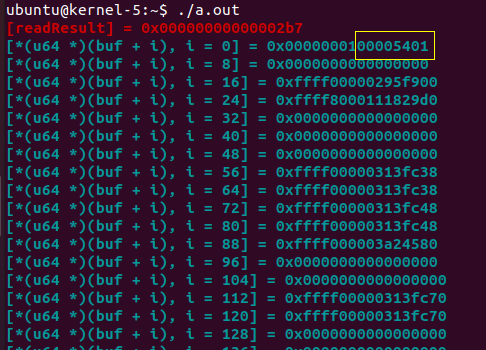 ubuntu@kernel-5:~$ ./a.out
[readResult] = 0x00000000000002b7
[*(u64 *)(buf + i), i = 0] = 0x0000000100005401
[*(u64 *)(buf + i), i = 8] = 0x0000000000000000
[*(u64 *)(buf + i), i = 16] = 0xffff00000295f900
[*(u64 *)(buf + i), i = 24] = 0xffff8000111829d0
[*(u64 *)(buf + i), i = 32] = 0x0000000000000000
[*(u64 *)(buf + i), i = 40] = 0x0000000000000000
[*(u64 *)(buf + i), i = 48] = 0x0000000000000000
[*(u64 *)(buf + i), i = 56] = 0xffff00000313fc38
[*(u64 *)(buf + i), i = 64] = 0xffff00000313fc38
[*(u64 *)(buf + i), i = 72] = 0xffff00000313fc48
[*(u64 *)(buf + i), i = 80] = 0xffff00000313fc48
[*(u64 *)(buf + i), i = 88] = 0xffff000003a24580
[*(u64 *)(buf + i), i = 96] = 0x0000000000000000
[*(u64 *)(buf + i), i = 104] = 0x0000000000000000
[*(u64 *)(buf + i), i = 112] = 0xffff00000313fc70
[*(u64 *)(buf + i), i = 120] = 0xffff00000313fc70
[*(u64 *)(buf + i), i = 128] = 0x0000000000000000